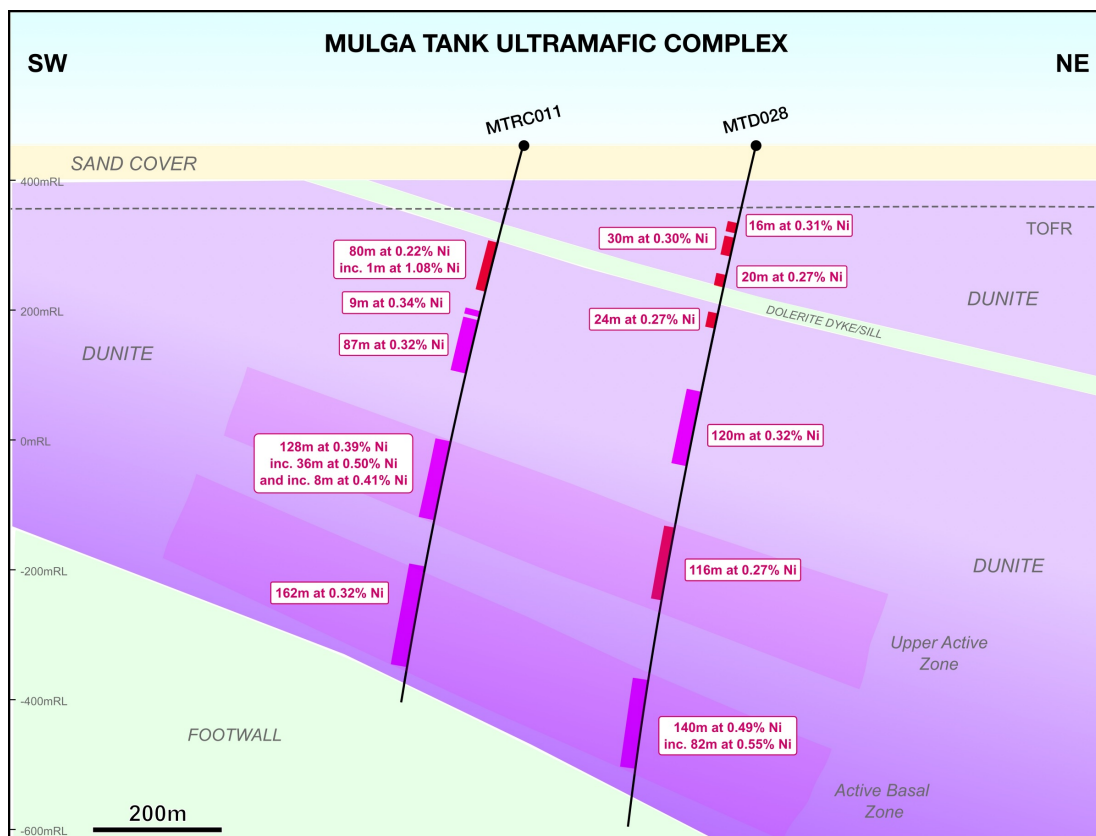 MULGA TANK ULTRAMAFIC COMPLEX
SW
NE
MTRC011
MTD028
SAND COVER
400mRL
TOFR
16m at 0.31% Ni
30m at 0.30% Ni
80m at 0.22% Ni
inc. 1m at 1.08% Ni
20m at 0.27% Ni
9m at 0.34% Ni
DUNITE
200mRL
24m at 0.27% Ni
DOLERITE DYKE/SILL
87m at 0.32% Ni
DUNITE
0mRL
120m at 0.32% Ni
128m at 0.39% Ni
inc. 36m at 0.50% Ni
and inc. 8m at 0.41% Ni
-200mRL
116m at 0.27% Ni
DUNITE
162m at 0.32% Ni
Upper Active
Zone
-400mRL
FOOTWALL
140m at 0.49% Ni
inc. 82m at 0.55% Ni
Active Basal
Zone
200m
-600mRL